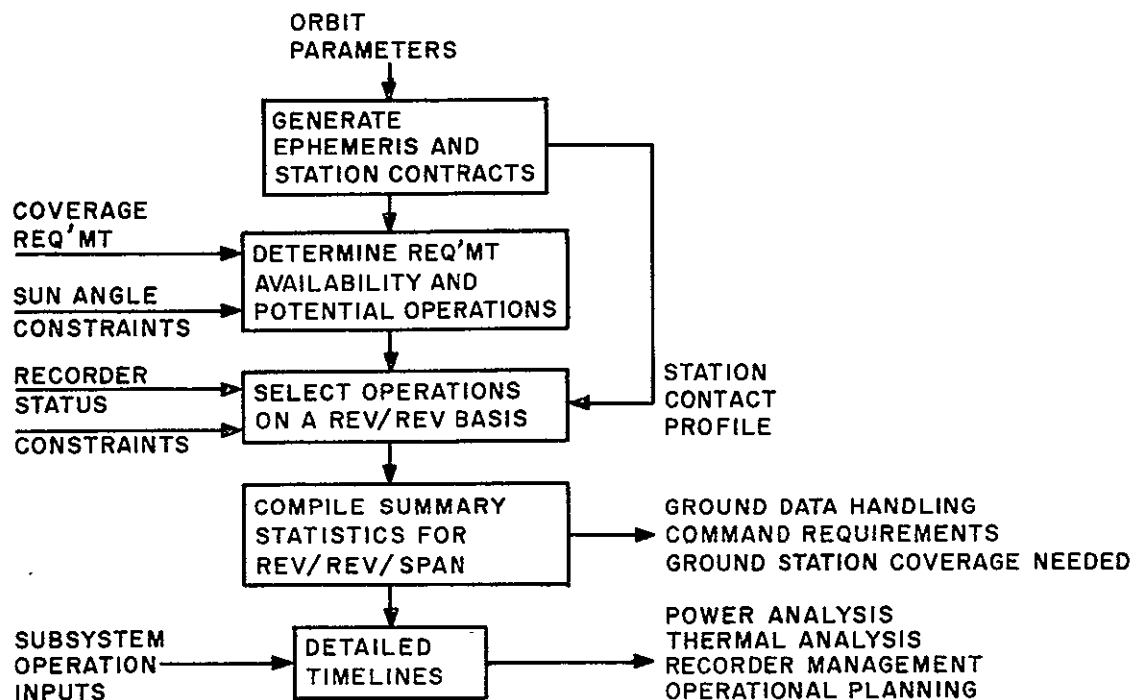 ORBIT
PARAMETERS
GENERATE
EPHEMERIS AND
STATION CONTRACTS
COVERAGE
REQ'MT
SUN ANGLE
CONSTRAINTS
DETERMINE REQ'MT
AVAILABILITY AND
POTENTIAL OPERATIONS
RECORDER
STATUS
CONSTRAINTS
SELECT OPERATIONS
ON A REV/REV BASIS
STATION
CONTACT
PROFILE
COMPILE SUMMARY
STATISTICS FOR
REV/REV/SPAN
GROUND DATA HANDLING
COMMAND REQUIREMENTS
GROUND STATION COVERAGE NEEDED
SUBSYSTEM
OPERATION
INPUTS
DETAILED
TIMELINES
POWER ANALYSIS
THERMAL ANALYSIS
RECORDER MANAGEMENT
OPERATIONAL PLANNING